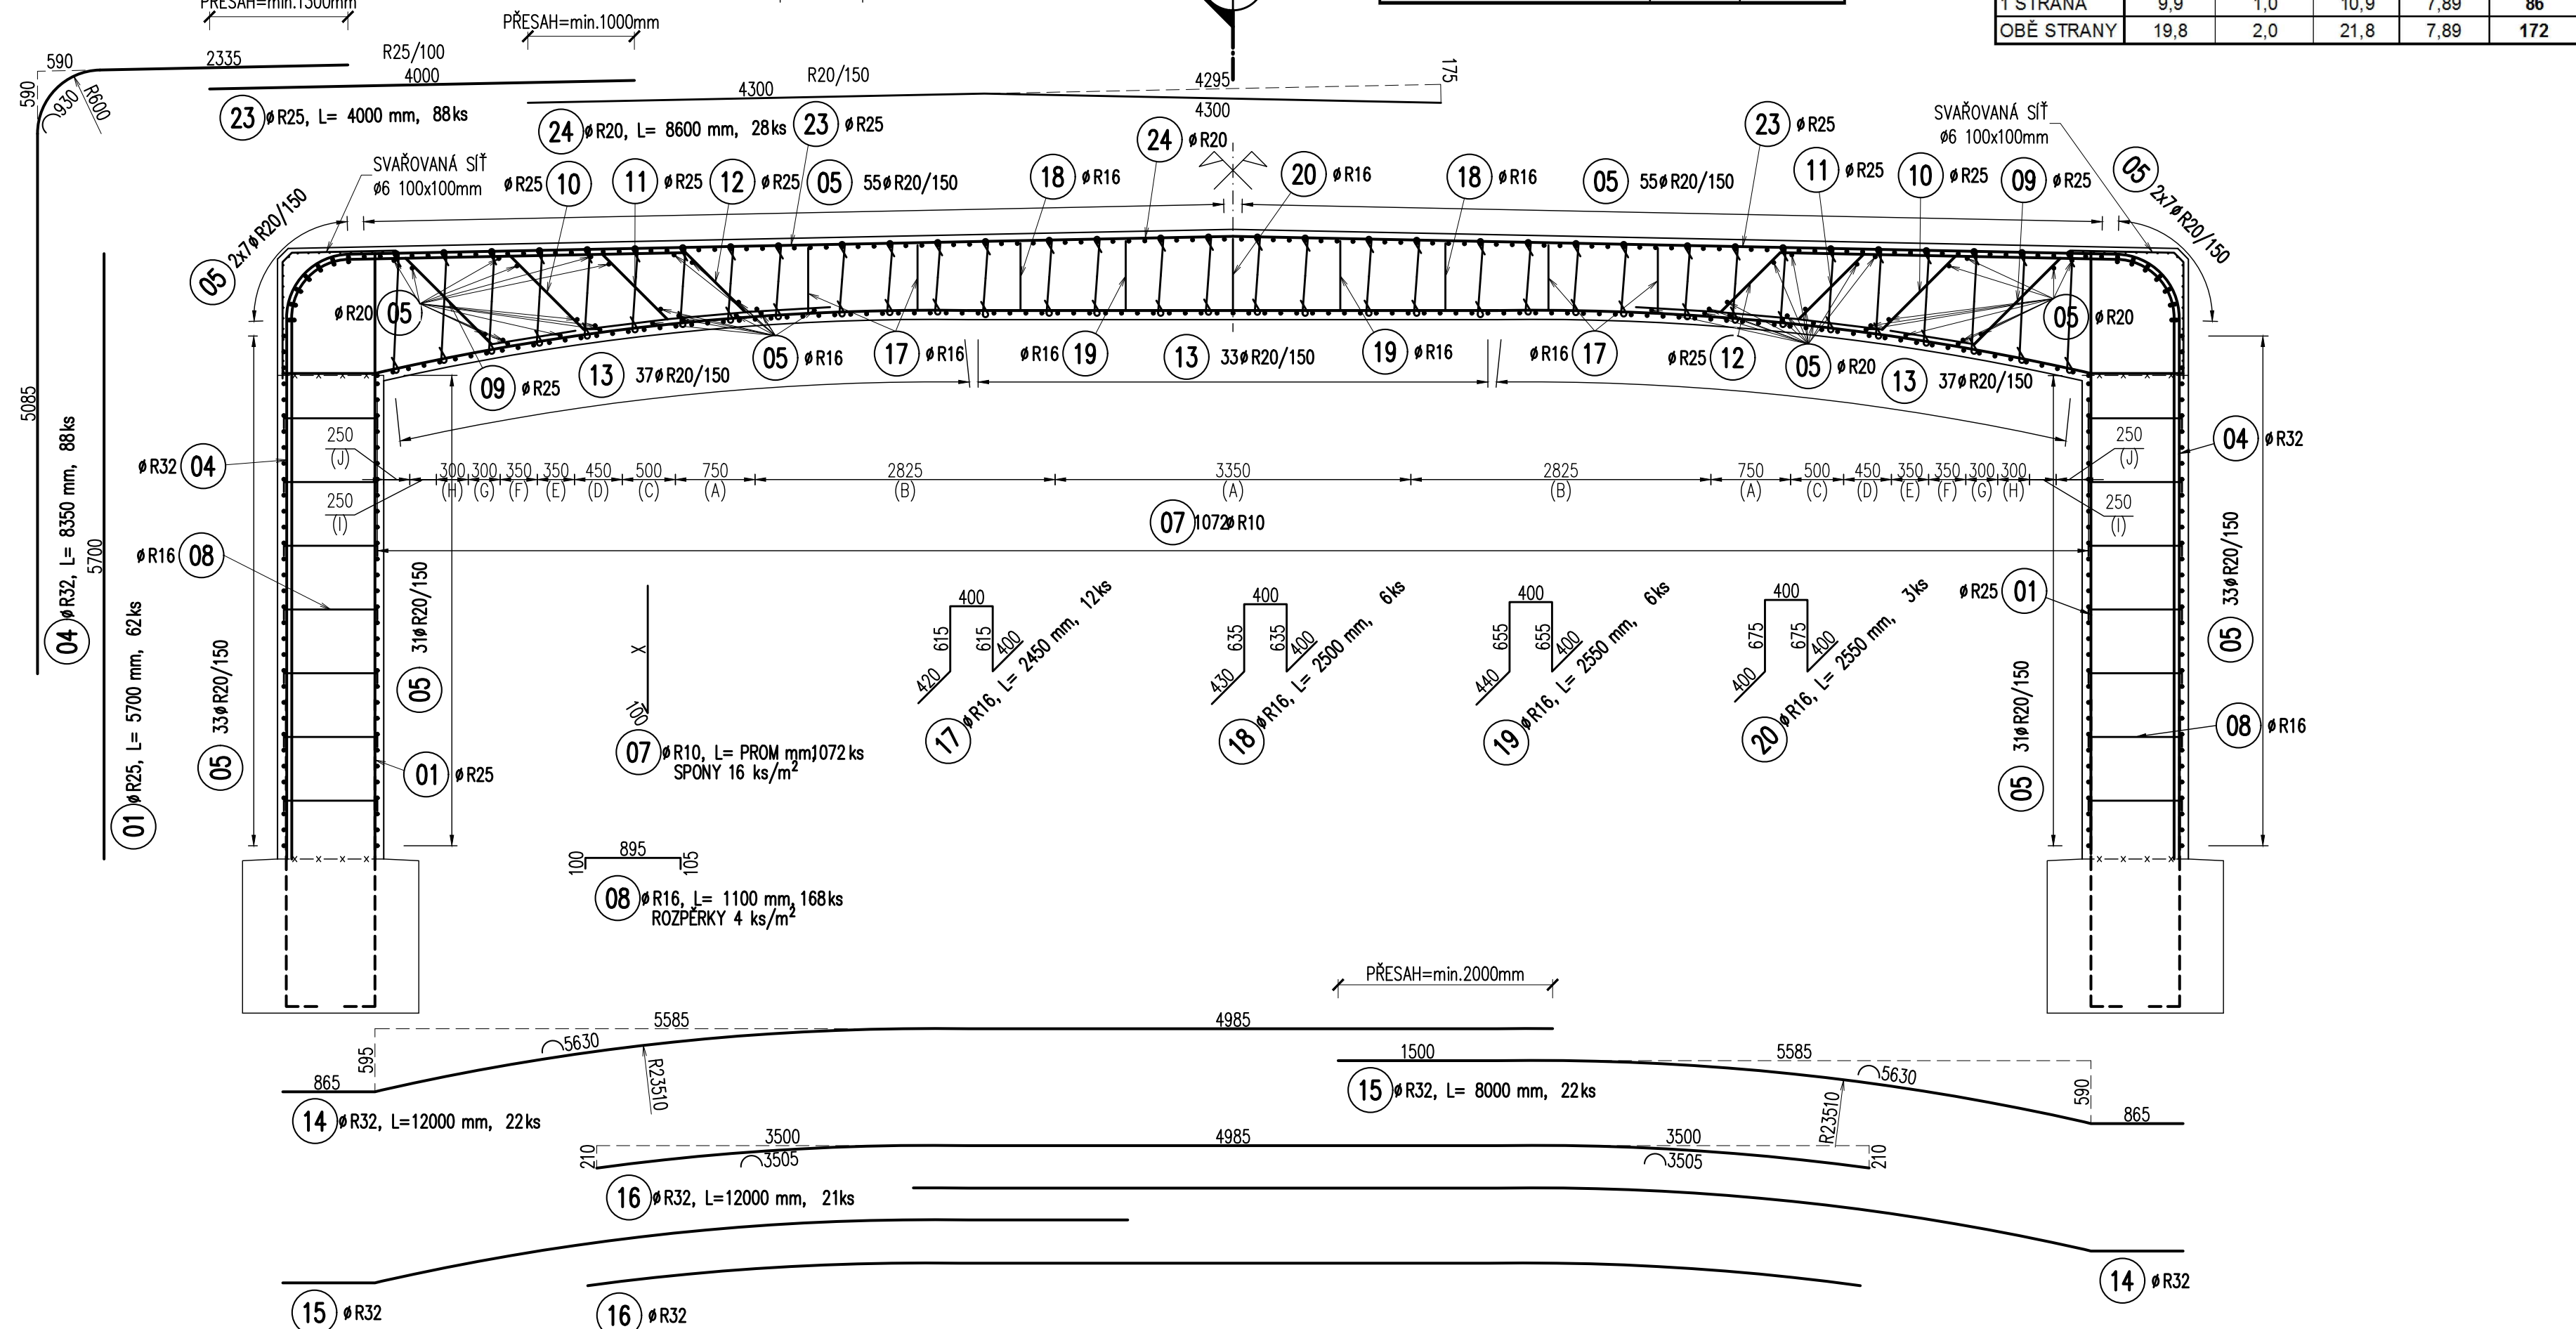 PŘESAH=min.1300mm
PŘESAH=min.1000mm
1 STRANA 9,9 1,0 10,9 7,89 86
OBĚ STRANY 19,8 2,0 21,8 7,89 172
590 2335 R25/100
590 930 R600
4000
23 øR25, L= 4000 mm, 88ks
R20/150
4300 4295 175
4300
24 øR20, L= 8600 mm, 28ks
23 øR25
24 øR20
23 øR25
SVAŘOVANÁ SÍŤ
ø6 100x100mm
SVAŘOVANÁ SÍŤ
ø6 100x100mm
øR25 10
11 øR25
12 øR25
05 55øR20/150
18 øR16
20 øR16
18 øR16
05 55øR20/150
11 øR25
10 øR25
09 øR25
05 2x7øR20/150
05 2x7øR20/150
øR20 05
05 øR20
09 øR25
13 37øR20/150
05 øR16
17 øR16
øR16 19
13 33øR20/150
19 øR16
øR16 17
øR25 12
05 øR20
13 37øR20/150
5085
04 øR32, L= 8350 mm, 88ks
5700
01 øR25, L= 5700 mm, 62ks
øR32 04
øR16 08
05 33øR20/150
05 31øR20/150
01 øR25
250
(J)
250
(I)
300 300 350 350 450 500 750 2825 3350 2825 750 500 450 350 350 300 300
(H) (G) (F) (E) (D) (C) (A) (B) (A) (B) (A) (C) (D) (E) (F) (G) (H)
250
(J)
250
(I)
07 1072øR10
04 øR32
øR25 01
05 33øR20/150
05 31øR20/150
08 øR16
X
100
07 øR10, L= PROM mm,1072ks
SPONY 16 ks/m²
400
615 615
420 400
17 øR16, L= 2450 mm, 12ks
400
635 635
430 400
18 øR16, L= 2500 mm, 6ks
400
655 655
440 400
19 øR16, L= 2550 mm, 6ks
400
675 675
400 400
20 øR16, L= 2550 mm, 3ks
100 895 105
08 øR16, L= 1100 mm, 168ks
ROZPĚRKY 4 ks/m²
PŘESAH=min.2000mm
5585 4985
595 5630 R23510
865
14 øR32, L=12000 mm, 22ks
1500 5585
5630 590
R23510 865
15 øR32, L= 8000 mm, 22ks
3500 4985 3500
210 3505 3505 210
16 øR32, L=12000 mm, 21ks
14 øR32
15 øR32
16 øR32